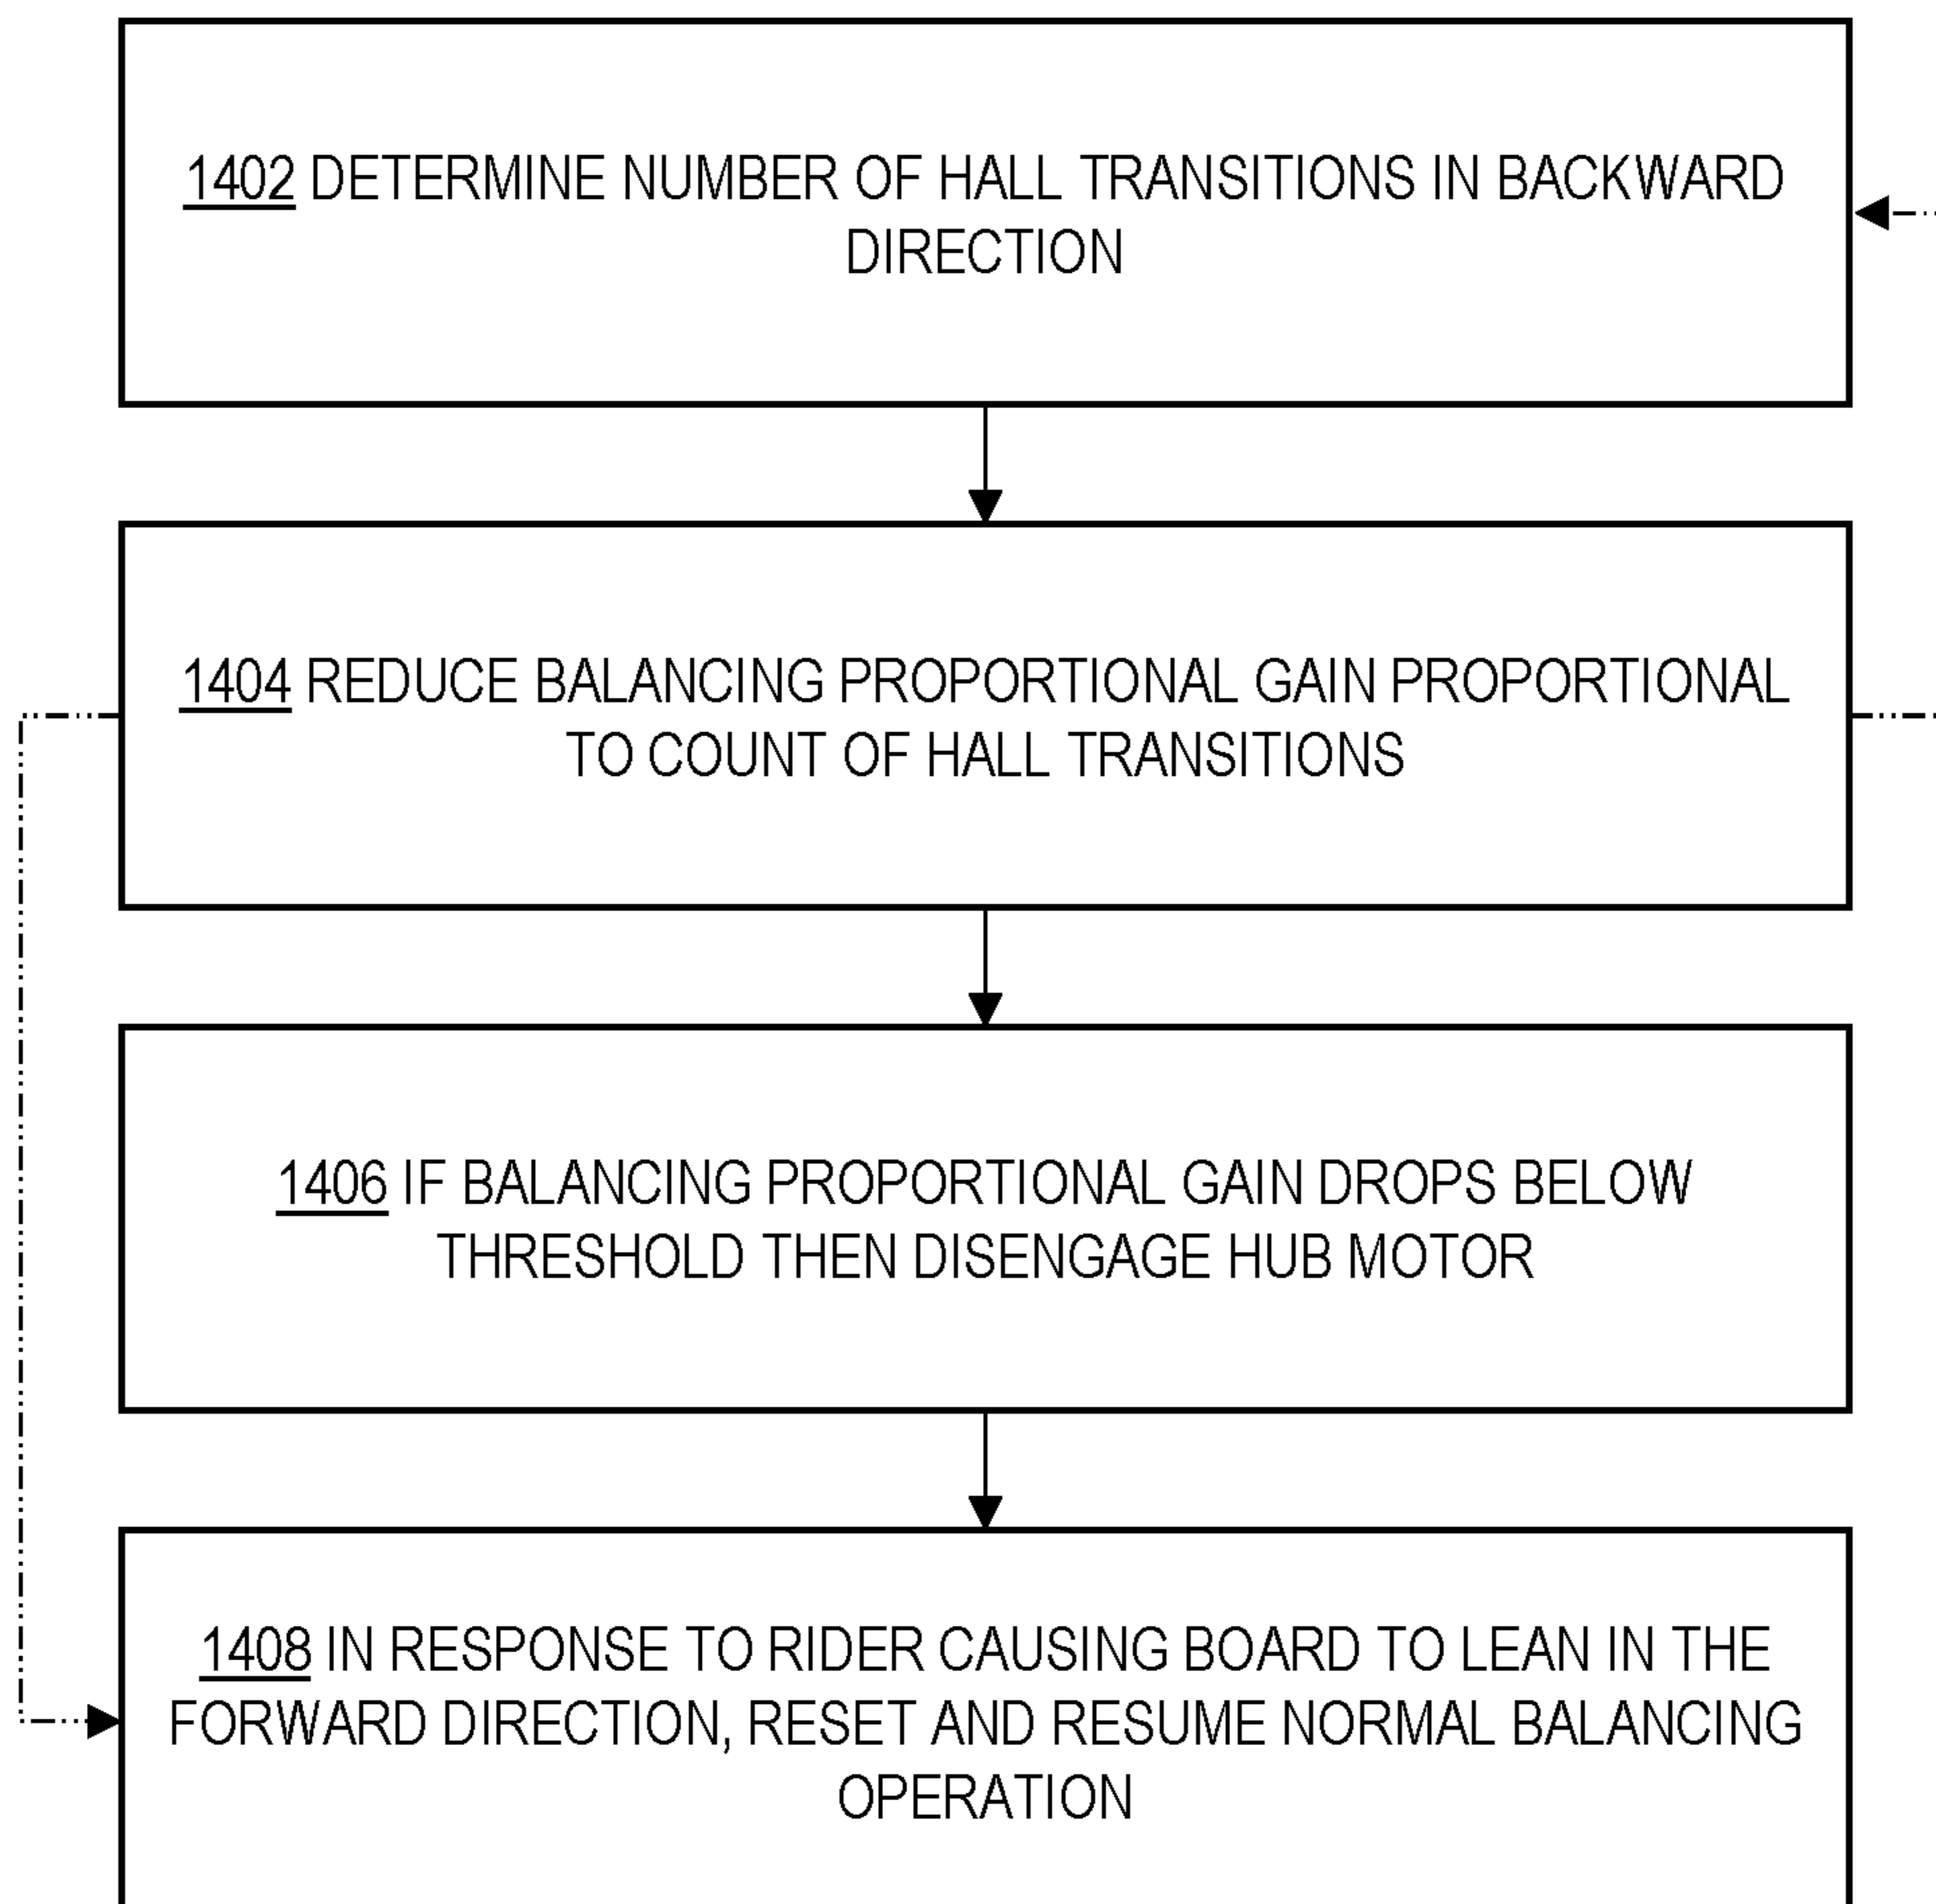 1402 DETERMINE NUMBER OF HALL TRANSITIONS IN BACKWARD
DIRECTION
1404 REDUCE BALANCING PROPORTIONAL GAIN PROPORTIONAL
TO COUNT OF HALL TRANSITIONS
1406 IF BALANCING PROPORTIONAL GAIN DROPS BELOW
THRESHOLD THEN DISENGAGE HUB MOTOR
1408 IN RESPONSE TO RIDER CAUSING BOARD TO LEAN IN THE
FORWARD DIRECTION, RESET AND RESUME NORMAL BALANCING
OPERATION